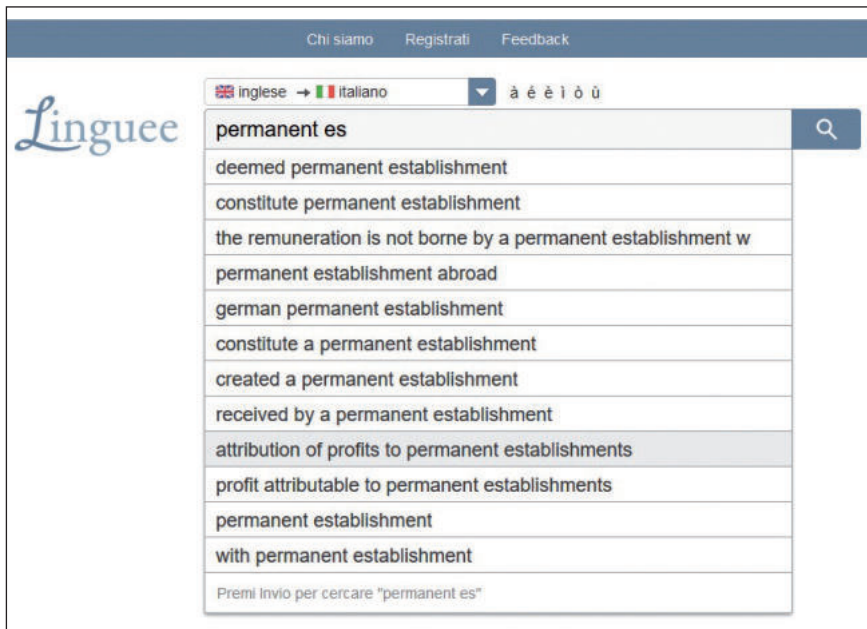 Chi siamo Registrati Feedback
inglese → italiano à é è ì ò ù
Linguee
permanent es
deemed permanent establishment
constitute permanent establishment
the remuneration is not borne by a permanent establishment w
permanent establishment abroad
german permanent establishment
constitute a permanent establishment
created a permanent establishment
received by a permanent establishment
attribution of profits to permanent establishments
profit attributable to permanent establishments
permanent establishment
with permanent establishment
Premi Invio per cercare "permanent es"